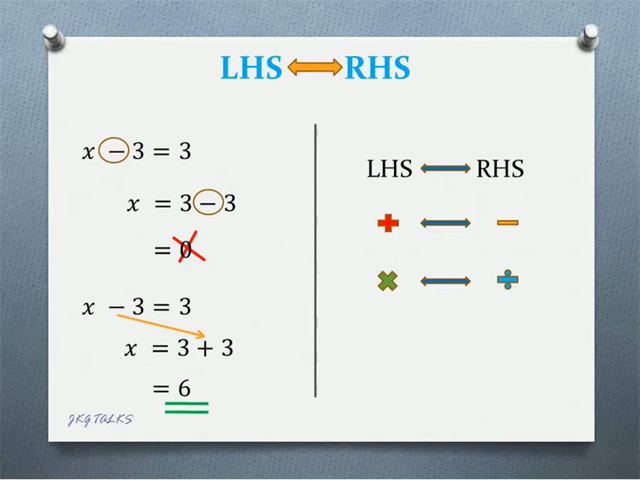 LHS RHS
x − 3 = 3
x = 3 − 3
= 0
x − 3 = 3
x = 3 + 3
= 6
JKG TALKS
LHS RHS
+ −
× ÷